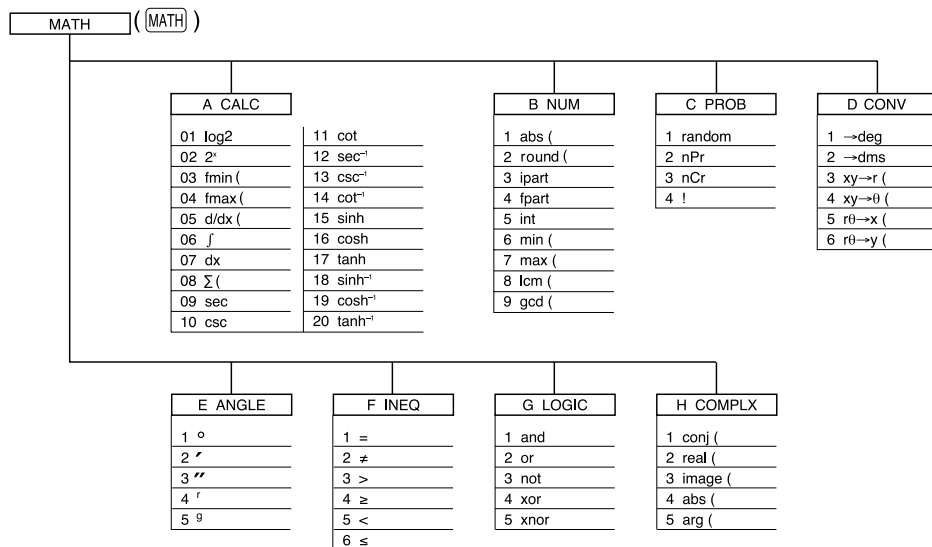 MATH ( MATH )
A CALC
01 log2
02 2ˣ
03 fmin (
04 fmax (
05 d/dx (
06 ∫
07 dx
08 ∑ (
09 sec
10 csc
11 cot
12 sec⁻¹
13 csc⁻¹
14 cot⁻¹
15 sinh
16 cosh
17 tanh
18 sinh⁻¹
19 cosh⁻¹
20 tanh⁻¹
B NUM
1 abs (
2 round (
3 ipart
4 fpart
5 int
6 min (
7 max (
8 lcm (
9 gcd (
C PROB
1 random
2 nPr
3 nCr
4 !
D CONV
1 →deg
2 →dms
3 xy→r (
4 xy→θ (
5 rθ→x (
6 rθ→y (
E ANGLE
1 °
2 ′
3 ″
4 ʳ
5 ᵍ
F INEQ
1 =
2 ≠
3 >
4 ≥
5 <
6 ≤
G LOGIC
1 and
2 or
3 not
4 xor
5 xnor
H COMPLX
1 conj (
2 real (
3 image (
4 abs (
5 arg (